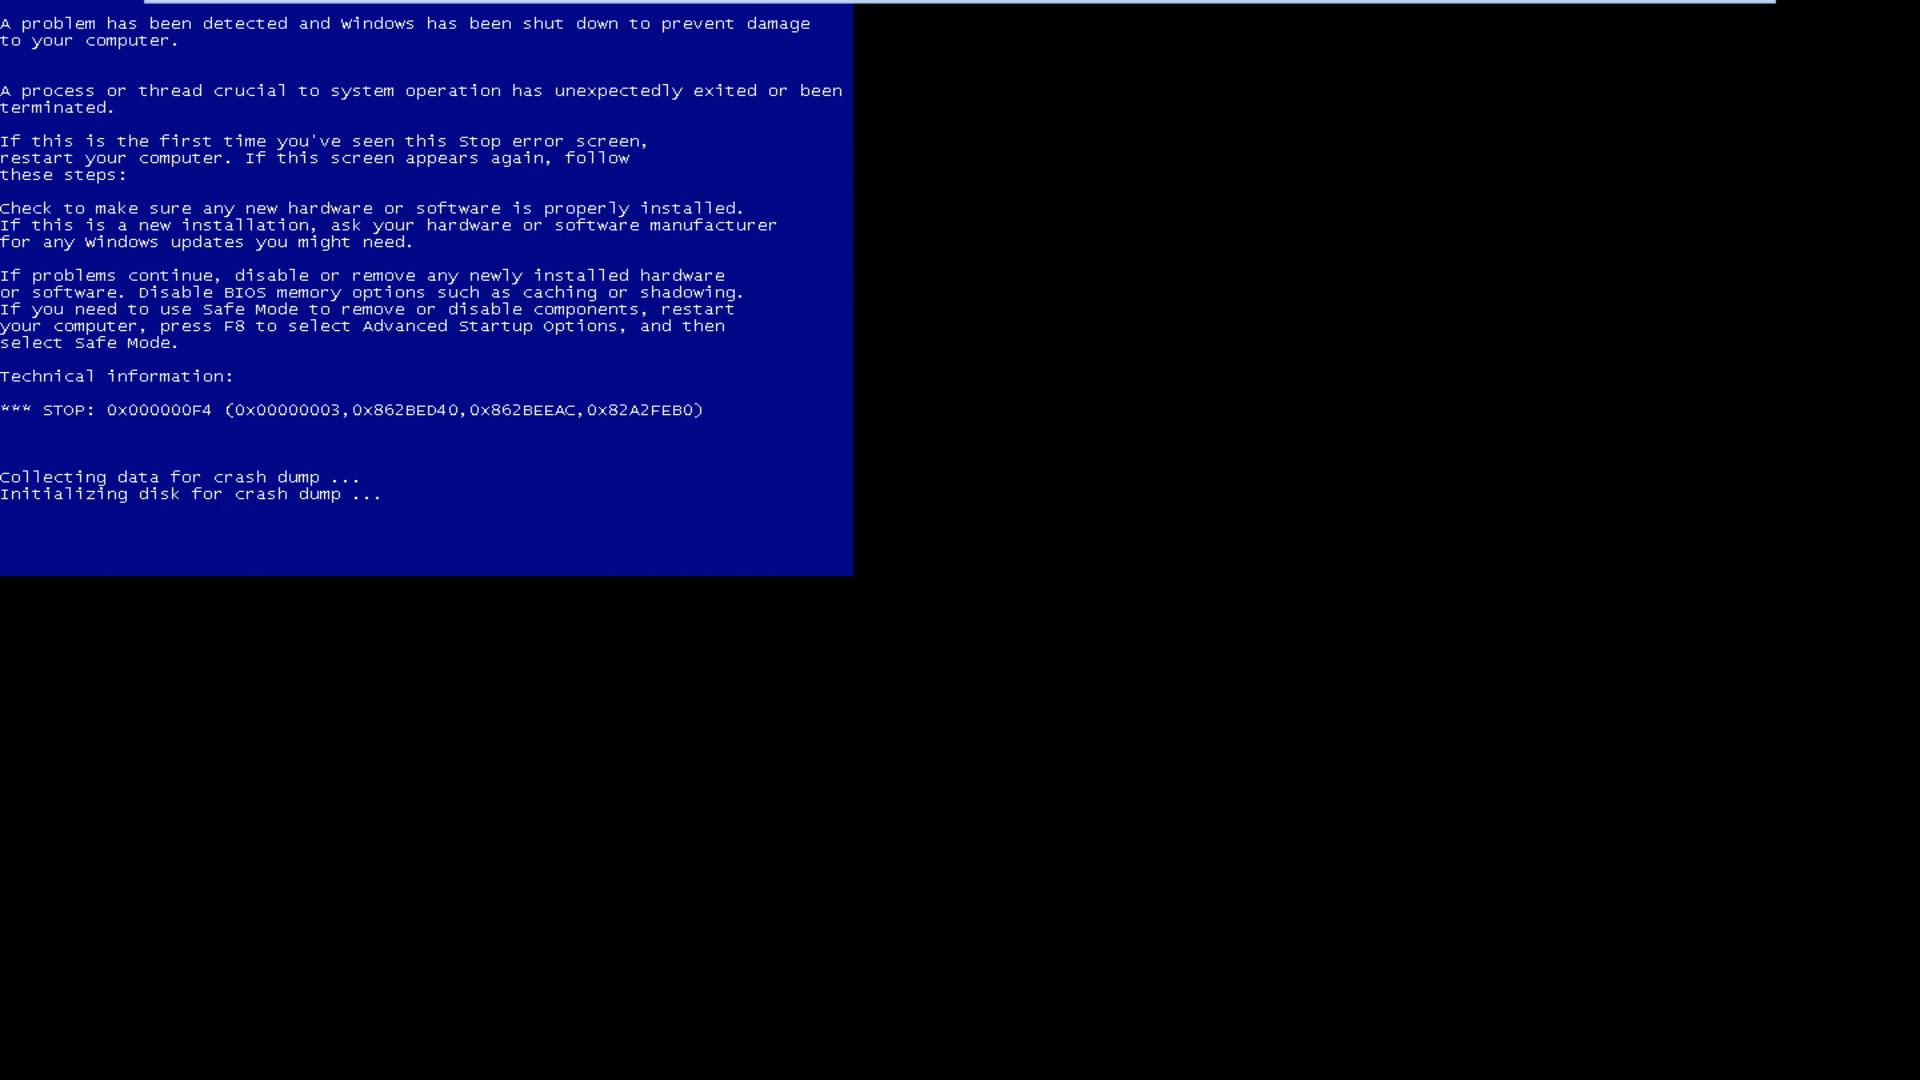 A problem has been detected and Windows has been shut down to prevent damage
to your computer.
A process or thread crucial to system operation has unexpectedly exited or been
terminated.
If this is the first time you've seen this Stop error screen,
restart your computer. If this screen appears again, follow
these steps:
Check to make sure any new hardware or software is properly installed.
If this is a new installation, ask your hardware or software manufacturer
for any Windows updates you might need.
If problems continue, disable or remove any newly installed hardware
or software. Disable BIOS memory options such as caching or shadowing.
If you need to use Safe Mode to remove or disable components, restart
your computer, press F8 to select Advanced Startup Options, and then
select Safe Mode.
Technical information:
*** STOP: 0x000000F4 (0x00000003,0x862BED40,0x862BEEAC,0x82A2FEB0)
Collecting data for crash dump ...
Initializing disk for crash dump ...